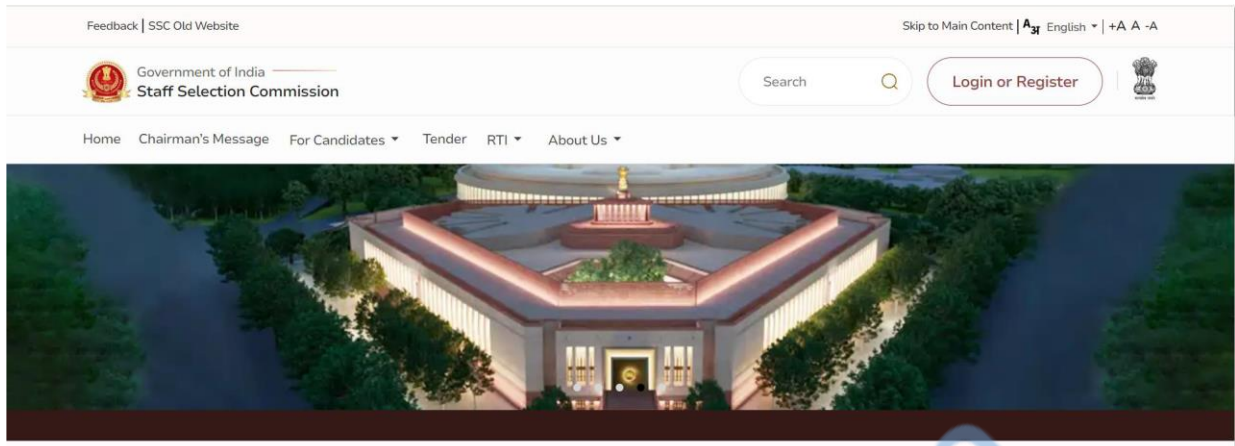 Feedback | SSC Old Website
Skip to Main Content | Aअ English | +A A -A
Government of India
Staff Selection Commission
Search
Login or Register
Home Chairman's Message For Candidates Tender RTI About Us